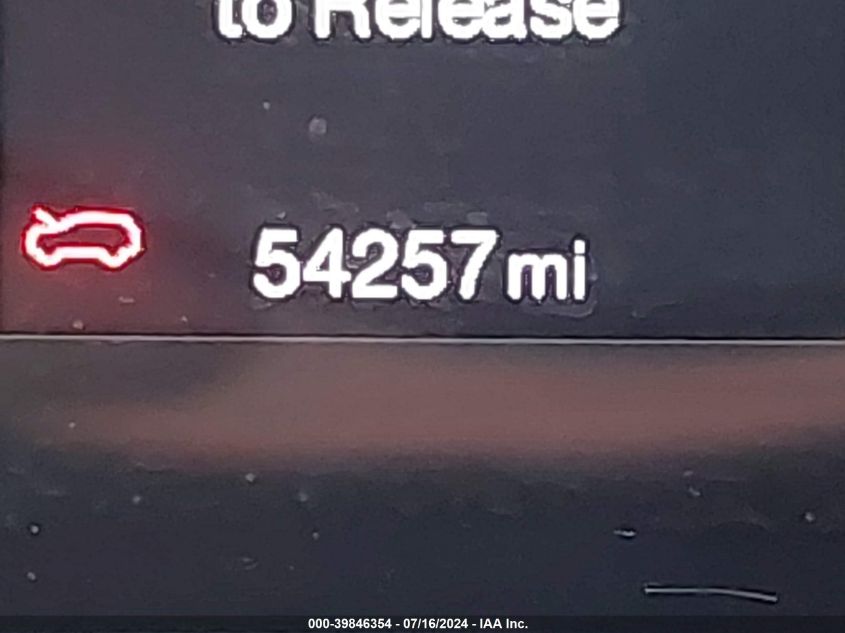 to Release
54257 mi
000-39846354 - 07/16/2024 - IAA Inc.